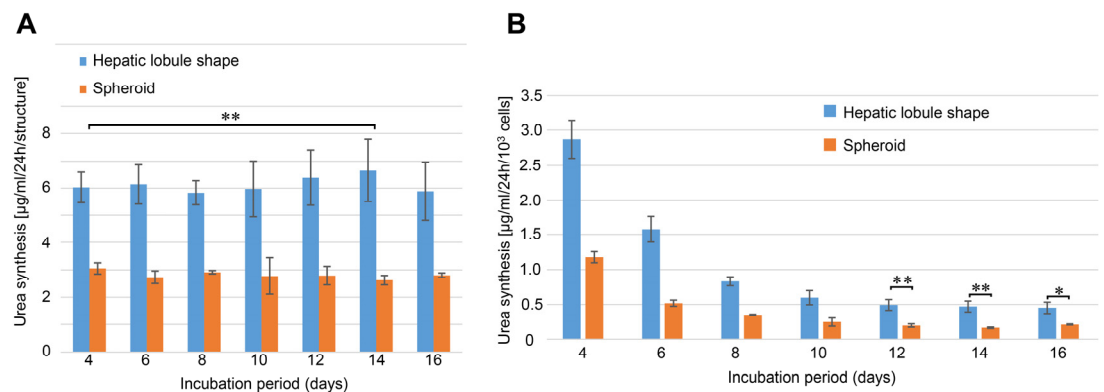 A
Hepatic lobule shape
Spheroid
**
Urea synthesis [µg/ml/24h/structure]
8
6
4
2
0
4 6 8 10 12 14 16
Incubation period (days)
B
Hepatic lobule shape
Spheroid
Urea synthesis [µg/ml/24h/10³ cells]
3.5
3.0
2.5
2.0
1.5
1.0
0.5
0
** ** *
4 6 8 10 12 14 16
Incubation period (days)